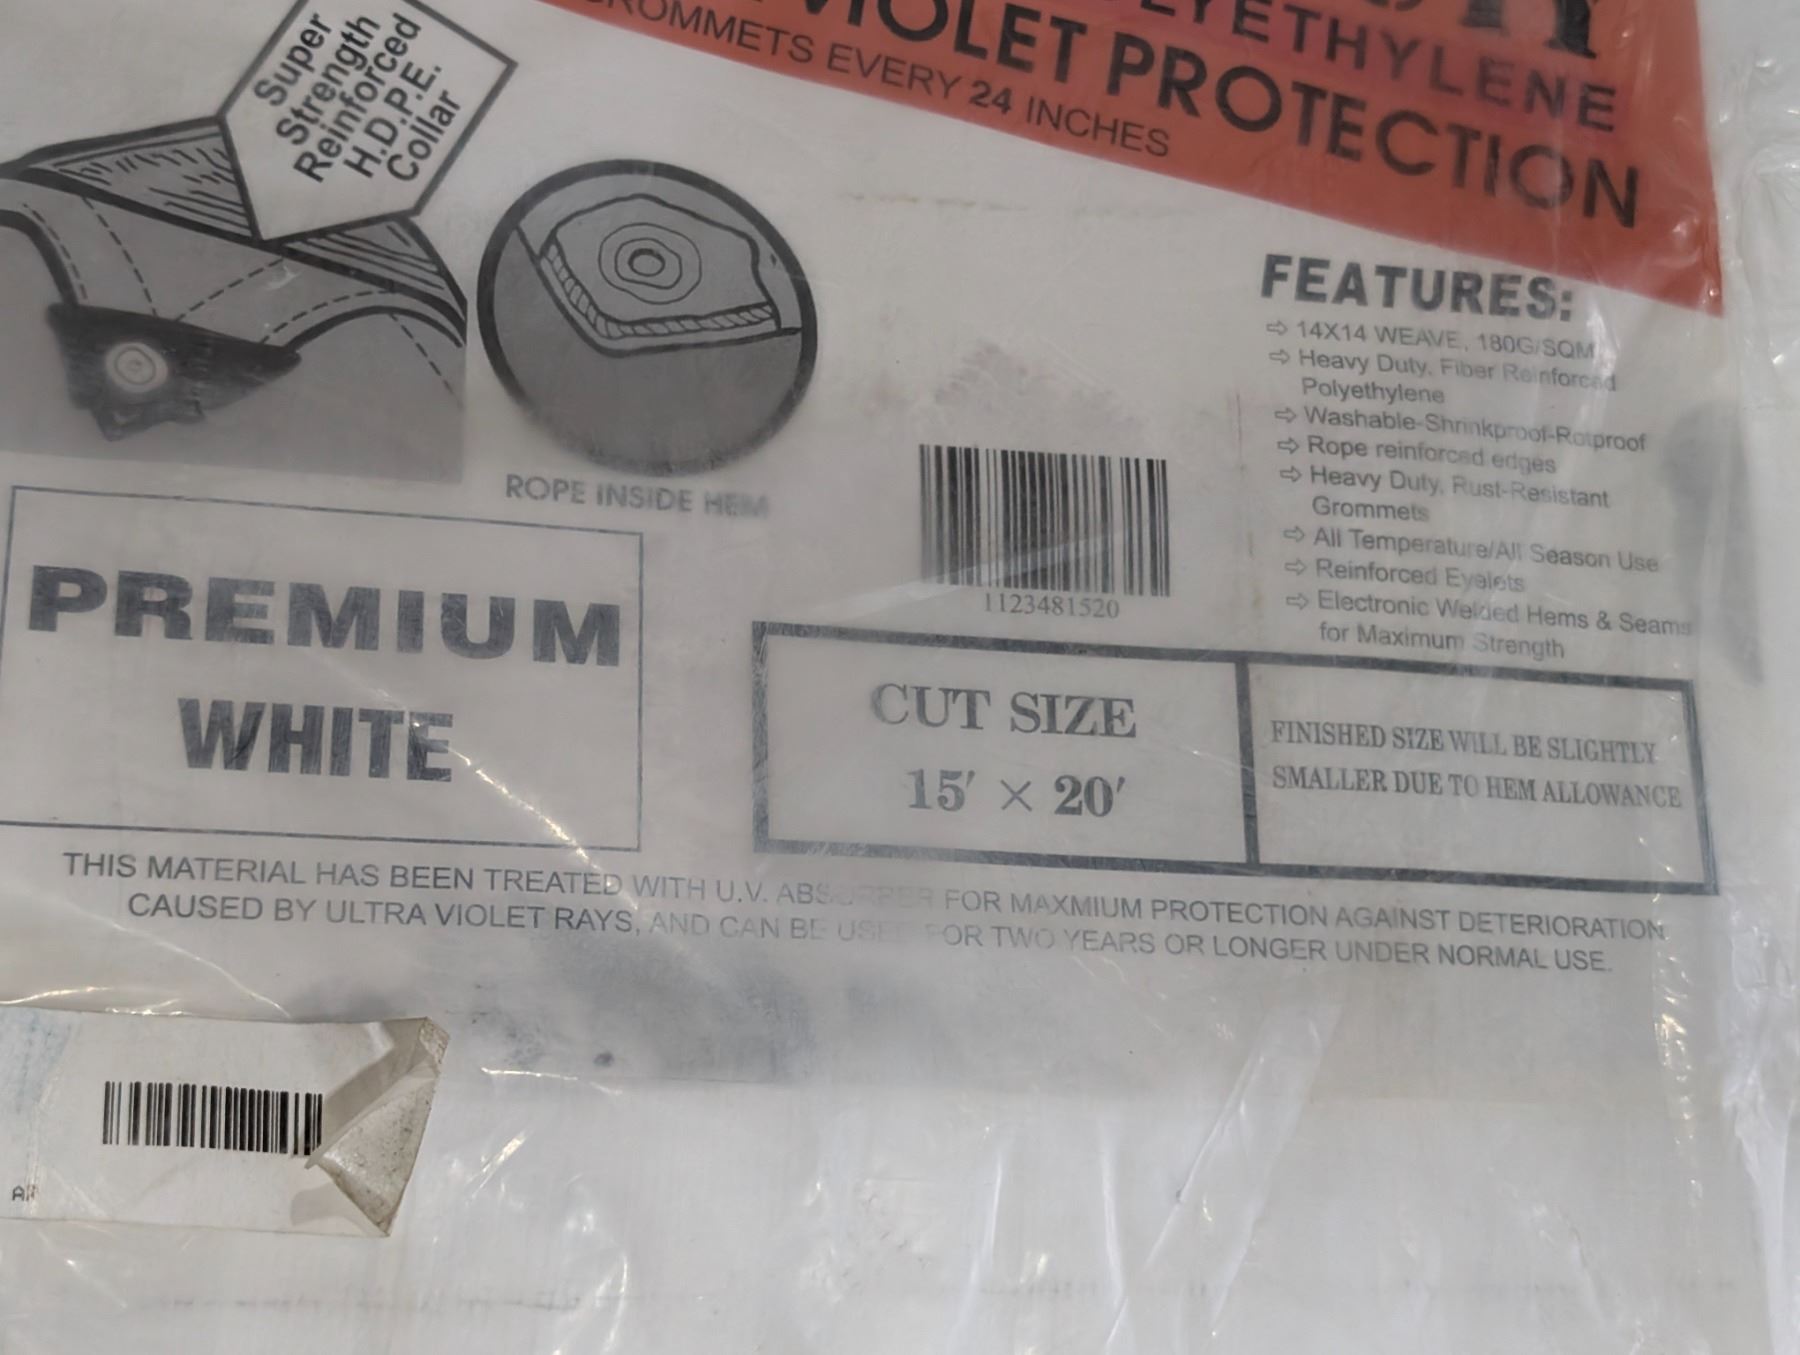 POLYETHYLENE
VIOLET PROTECTION
GROMMETS EVERY 24 INCHES
Super
Strength
Reinforced
H.D.P.E.
Collar
ROPE INSIDE HEM
FEATURES:
⇨ 14X14 WEAVE, 180G/SQM
⇨ Heavy Duty, Fiber Reinforced
Polyethylene
⇨ Washable-Shrinkproof-Rotproof
⇨ Rope reinforced edges
⇨ Heavy Duty, Rust-Resistant
Grommets
⇨ All Temperature/All Season Use
⇨ Reinforced Eyelets
⇨ Electronic Welded Hems & Seams
for Maximum Strength
1123481520
PREMIUM
WHITE
CUT SIZE
15' × 20'
FINISHED SIZE WILL BE SLIGHTLY
SMALLER DUE TO HEM ALLOWANCE
THIS MATERIAL HAS BEEN TREATED WITH U.V. ABSORBER FOR MAXMIUM PROTECTION AGAINST DETERIORATION
CAUSED BY ULTRA VIOLET RAYS, AND CAN BE USED FOR TWO YEARS OR LONGER UNDER NORMAL USE.